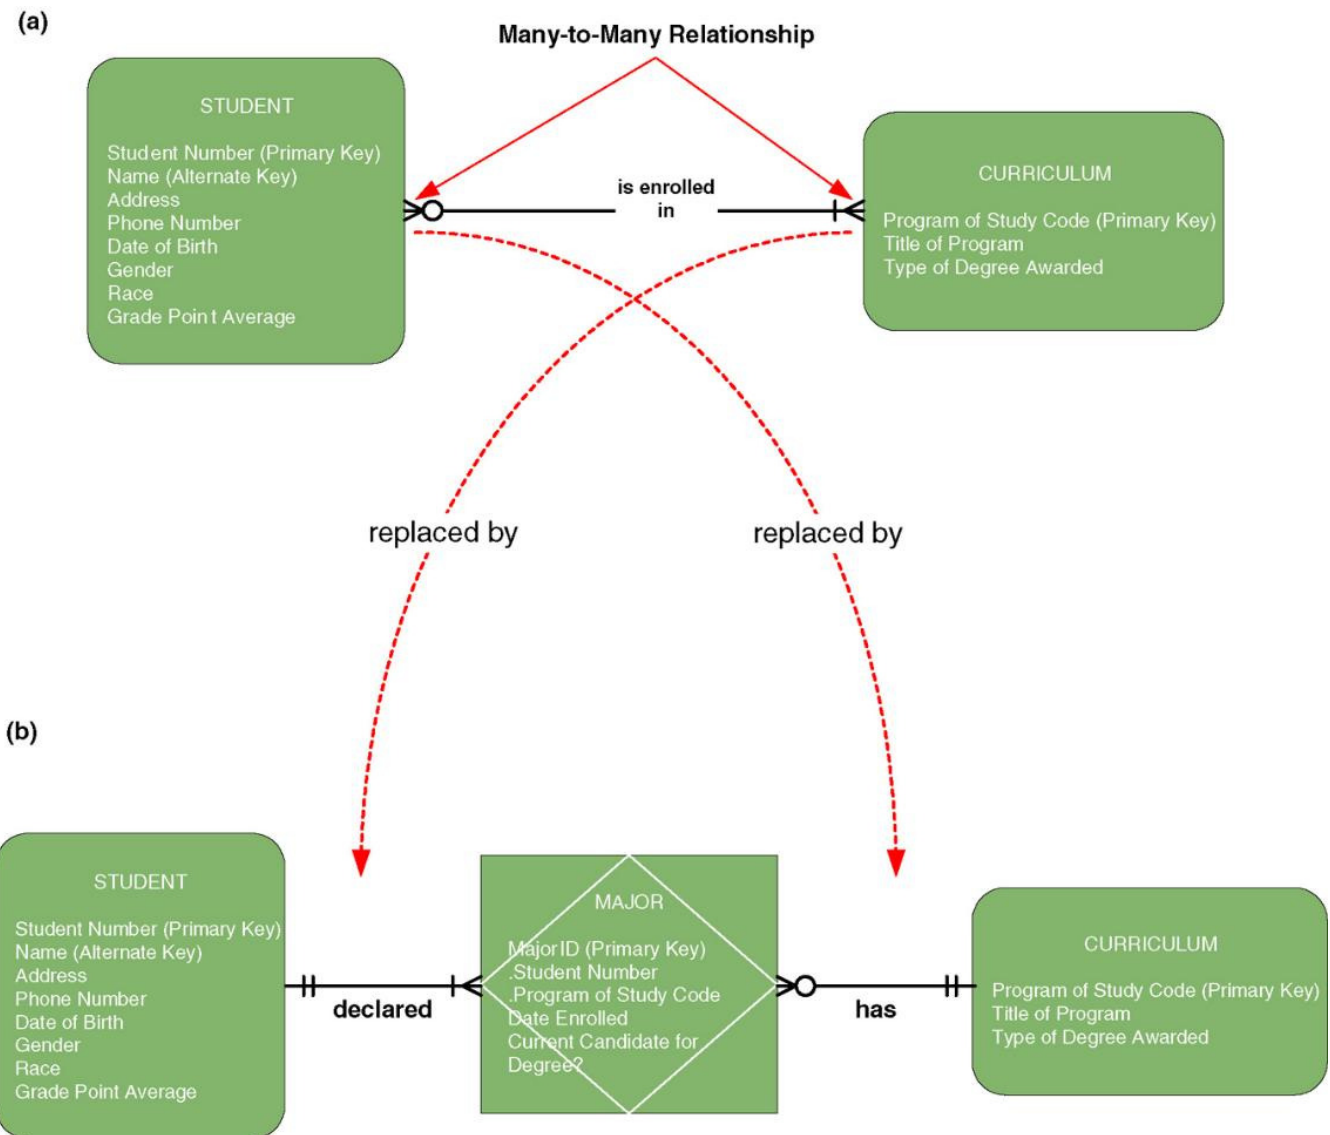 (a)
Many-to-Many Relationship
STUDENT
Student Number (Primary Key)
Name (Alternate Key)
Address
Phone Number
Date of Birth
Gender
Race
Grade Point Average
is enrolled
in
CURRICULUM
Program of Study Code (Primary Key)
Title of Program
Type of Degree Awarded
replaced by
replaced by
(b)
STUDENT
Student Number (Primary Key)
Name (Alternate Key)
Address
Phone Number
Date of Birth
Gender
Race
Grade Point Average
declared
MAJOR
MajorID (Primary Key)
.Student Number
.Program of Study Code
Date Enrolled
Current Candidate for
Degree?
has
CURRICULUM
Program of Study Code (Primary Key)
Title of Program
Type of Degree Awarded